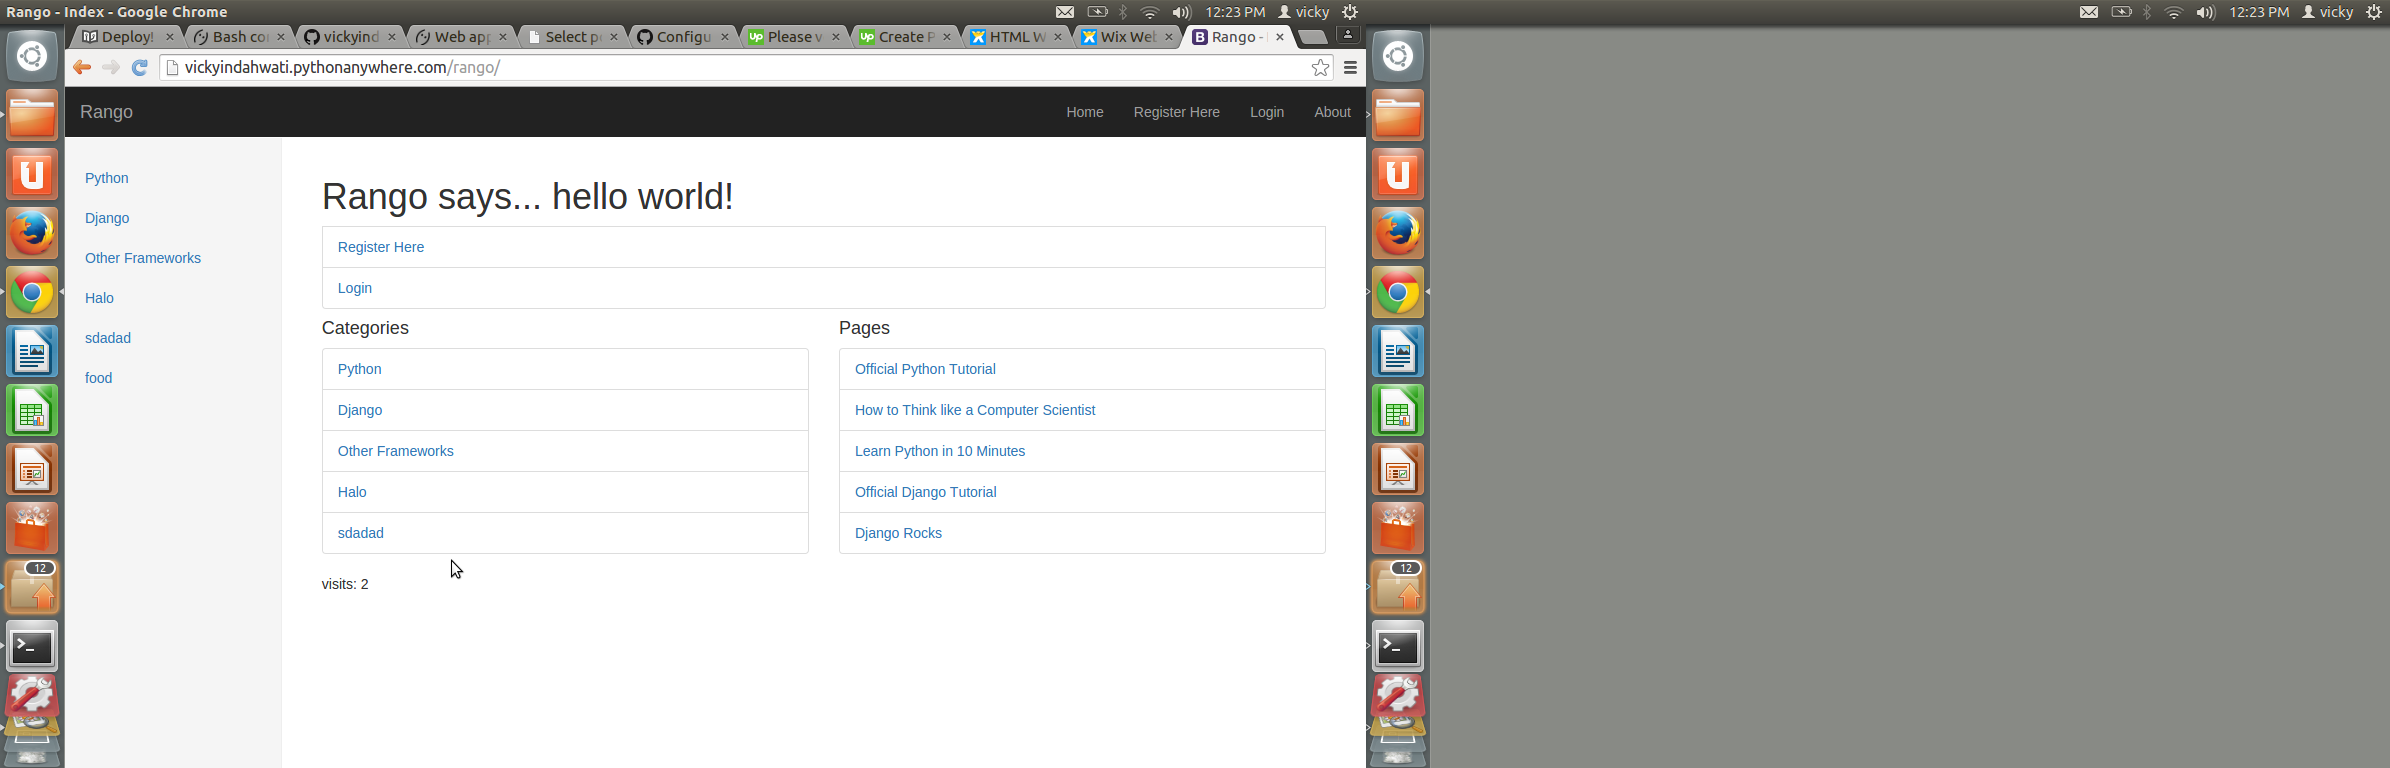 Rango - Index - Google Chrome
12:23 PM vicky
12:23 PM vicky
Deploy!
Bash co
vickyind
Web app
Select p
Configu
Please v
Create P
HTML W
Wix Web
Rango -
vickyindahwati.pythonanywhere.com/rango/
Rango Home Register Here Login About
Python
Django
Other Frameworks
Halo
sdadad
food
Rango says... hello world!
Register Here
Login
Categories
Python
Django
Other Frameworks
Halo
sdadad
Pages
Official Python Tutorial
How to Think like a Computer Scientist
Learn Python in 10 Minutes
Official Django Tutorial
Django Rocks
visits: 2
12
12